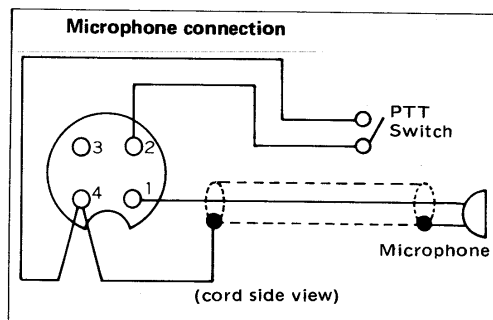 Microphone connection
PTT
Switch
3
2
4
1
Microphone
(cord side view)